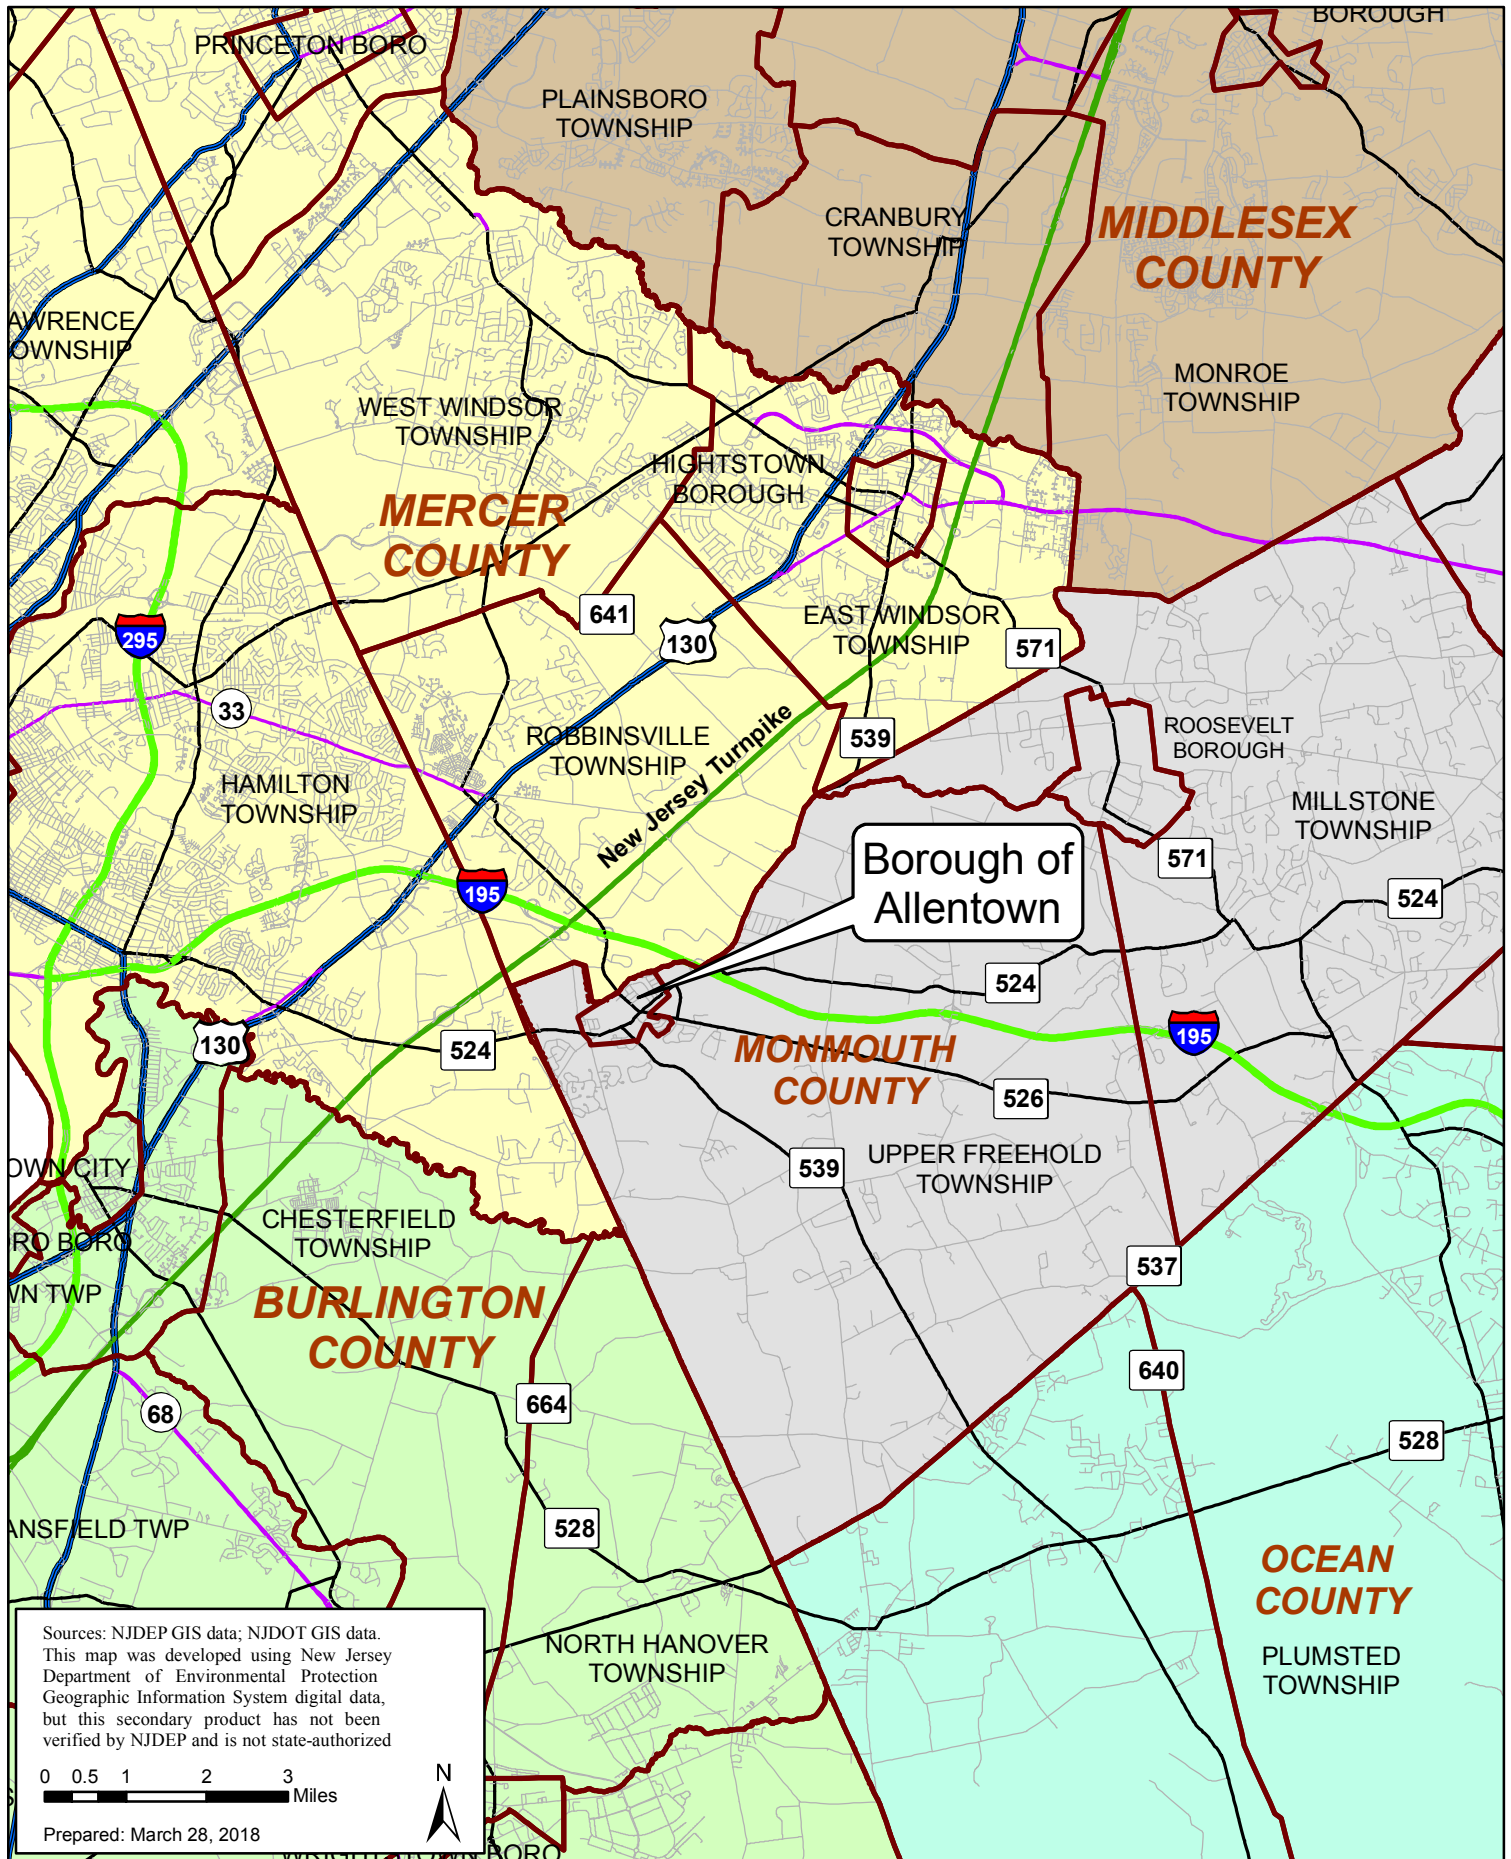 BOROUGH
PRINCETON BORO
PLAINSBORO
TOWNSHIP
CRANBURY
TOWNSHIP
MIDDLESEX
COUNTY
AWRENCE
OWNSHIP
MONROE
TOWNSHIP
WEST WINDSOR
TOWNSHIP
HIGHTSTOWN
BOROUGH
MERCER
COUNTY
641
130
295
EAST WINDSOR
TOWNSHIP
571
33
539
ROOSEVELT
BOROUGH
ROBBINSVILLE
TOWNSHIP
New Jersey Turnpike
HAMILTON
TOWNSHIP
MILLSTONE
TOWNSHIP
Borough of
Allentown
571
195
524
524
130
524
195
MONMOUTH
COUNTY
526
539
UPPER FREEHOLD
TOWNSHIP
OWN CITY
CHESTERFIELD
TOWNSHIP
RO BORO
WN TWP
537
BURLINGTON
COUNTY
640
664
68
528
528
ANSFIELD TWP
OCEAN
COUNTY
NORTH HANOVER
TOWNSHIP
PLUMSTED
TOWNSHIP
Sources: NJDEP GIS data; NJDOT GIS data.
This map was developed using New Jersey
Department of Environmental Protection
Geographic Information System digital data,
but this secondary product has not been
verified by NJDEP and is not state-authorized
N
0 0.5 1 2 3
Miles
Prepared: March 28, 2018
BORO